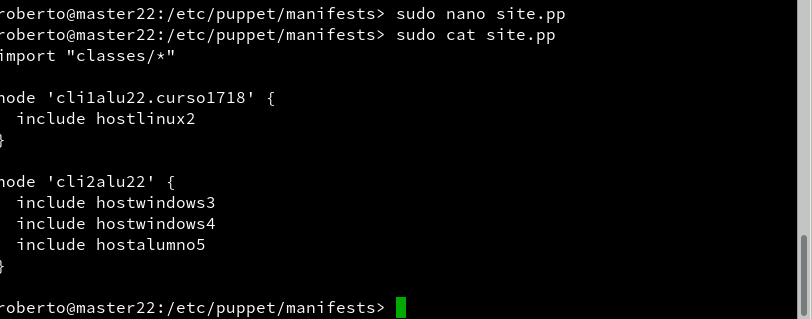 roberto@master22:/etc/puppet/manifests> sudo nano site.pp
roberto@master22:/etc/puppet/manifests> sudo cat site.pp
import "classes/*"

node 'cli1alu22.curso1718' {
  include hostlinux2
}

node 'cli2alu22' {
  include hostwindows3
  include hostwindows4
  include hostalumno5
}

roberto@master22:/etc/puppet/manifests>